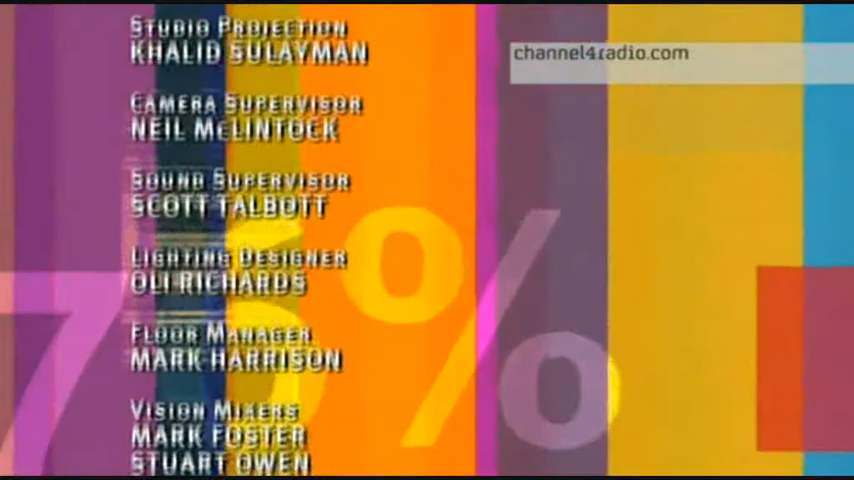 STUDIO PROJECTION
KHALID SULAYMAN
channel4radio.com
CAMERA SUPERVISOR
NEIL McLINTOCK
SOUND SUPERVISOR
SCOTT TALBOTT
LIGHTING DESIGNER
OLI RICHARDS
FLOOR MANAGER
MARK HARRISON
VISION MIXERS
MARK FOSTER
STUART OWEN
76%